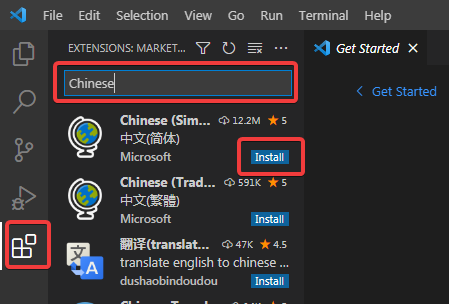 File Edit Selection View Go Run Terminal Help
EXTENSIONS: MARKET...
Get Started
Chinese
Get Started
Chinese (Sim... 12.2M 5
中文(简体)
Microsoft Install
Chinese (Trad... 591K 5
中文(繁體)
Microsoft Install
翻译(translat... 47K 4.5
translate english to chinese ...
dushaobindoudou Install